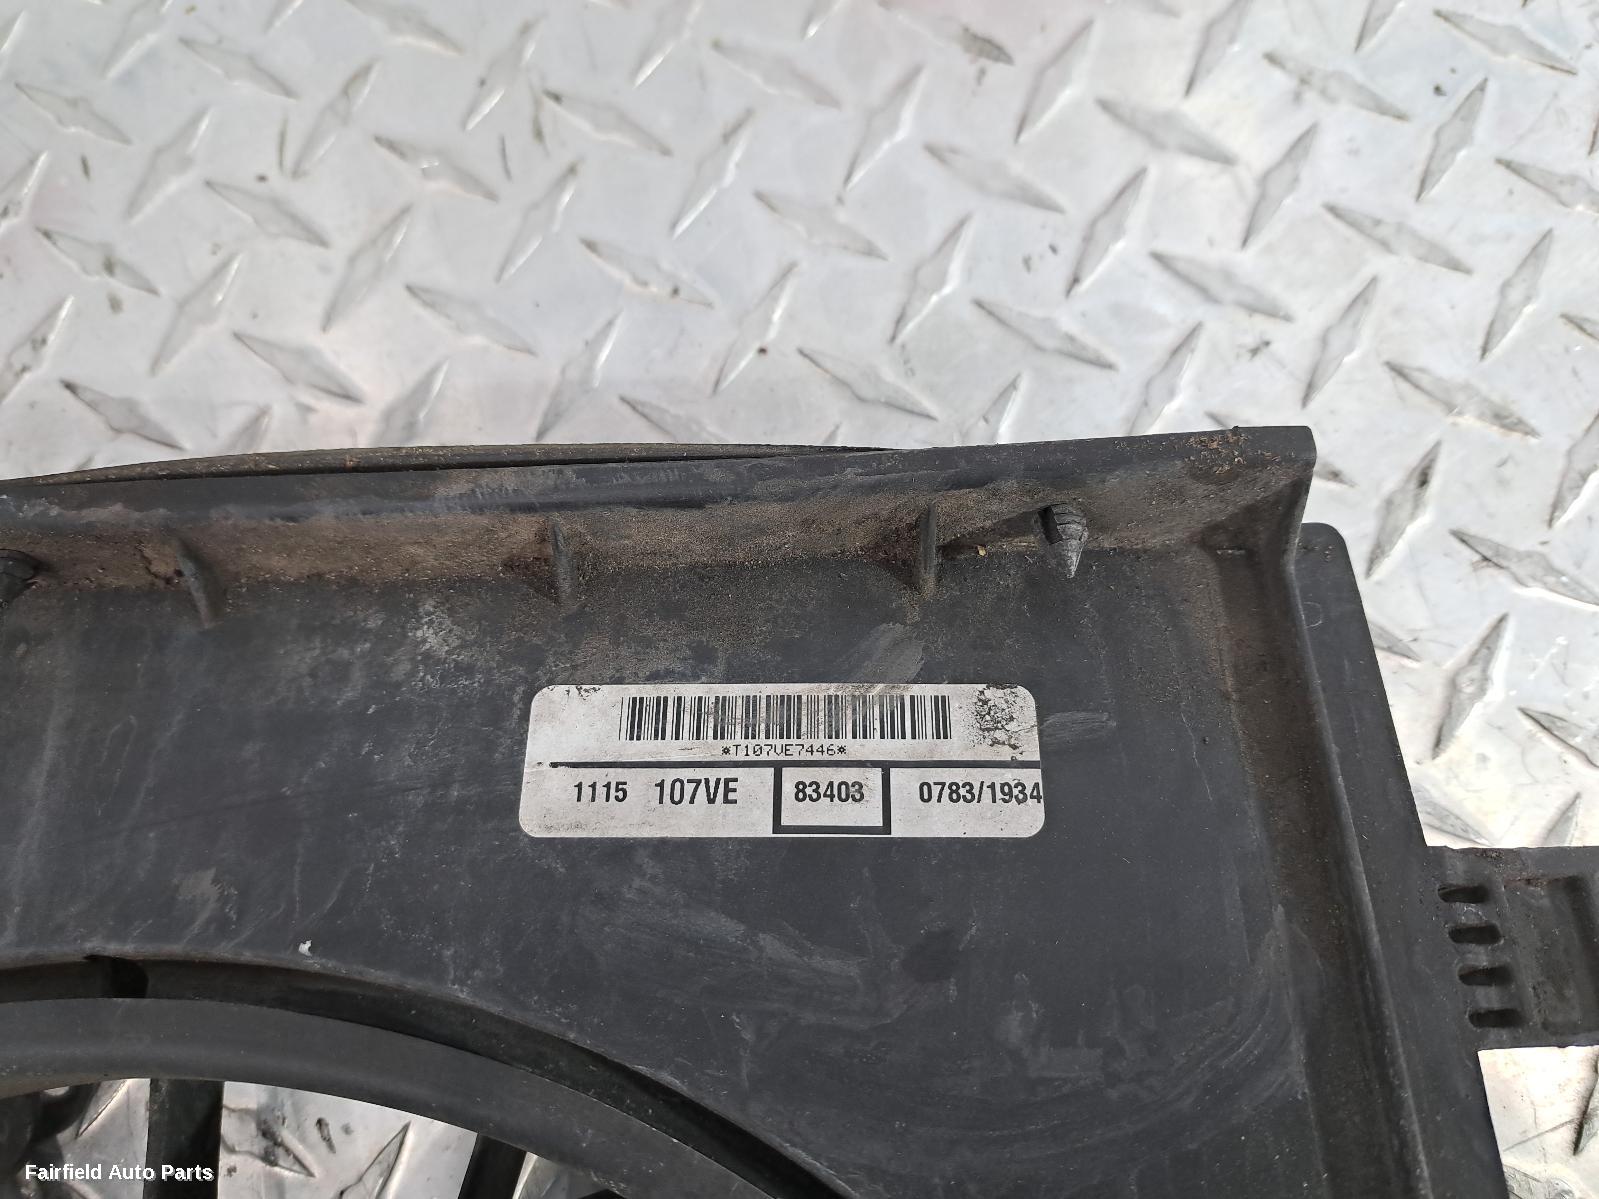 *T107VE7446*
1115 107VE 83403 0783/1934
Fairfield Auto Parts